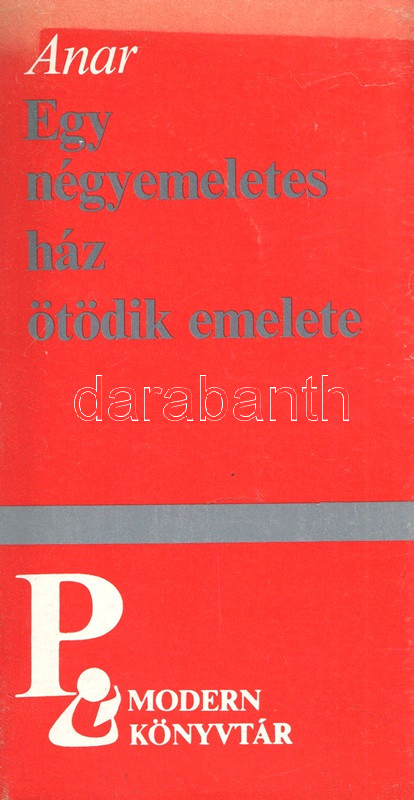 Anar
Egy
négyemeletes
ház
ötödik emelete
darabanth
P
MODERN
KÖNYVTÁR